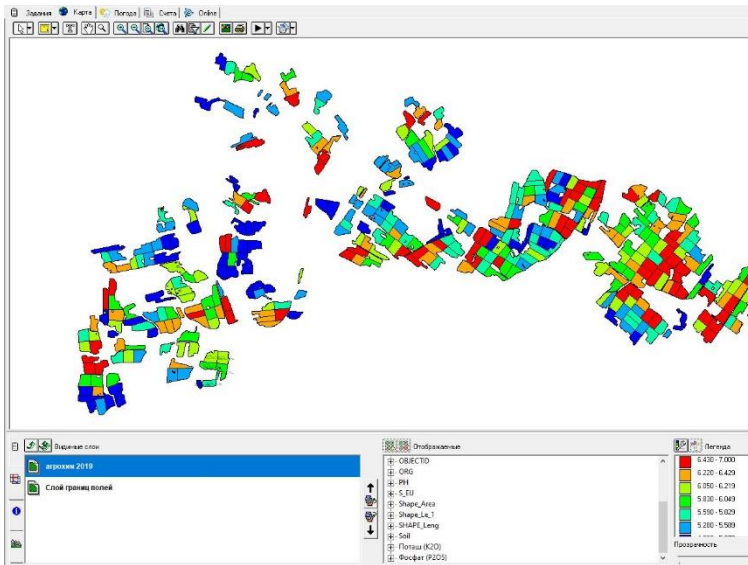 Задания Карта Погода Счета Online
Видимые слои
агрохим 2019
Слой границ полей
Отображаемые
OBJECTID
ORG
PH
S_EU
Shape_Area
Shape_Le_1
SHAPE_Leng
Soil
Поташ (K2O)
Фосфат (P2O5)
Легенда
6.430 - 7.000
6.220 - 6.429
6.050 - 6.219
5.830 - 6.049
5.590 - 5.829
5.280 - 5.589
Прозрачность